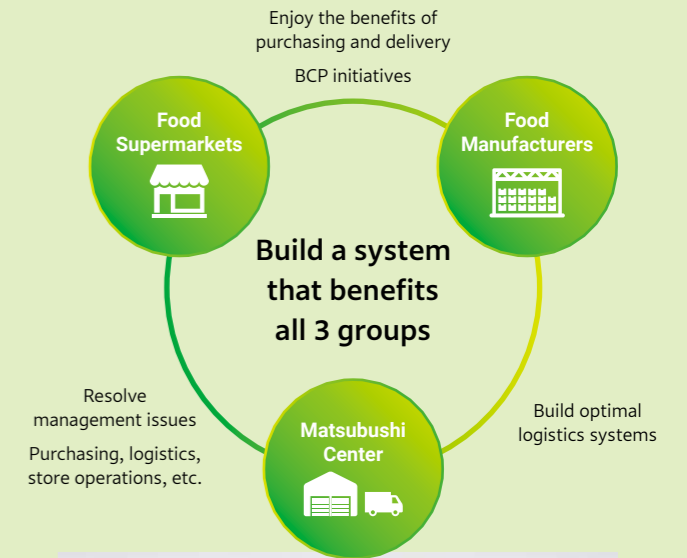 Enjoy the benefits of
purchasing and delivery
BCP initiatives
Food
Supermarkets
Food
Manufacturers
Build a system
that benefits
all 3 groups
Resolve
management issues
Purchasing, logistics,
store operations, etc.
Matsubushi
Center
Build optimal
logistics systems